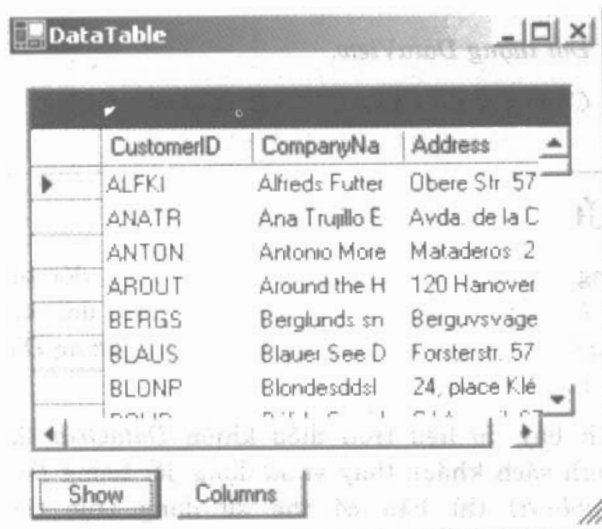 DataTable
CustomerID CompanyNa Address
ALFKI Alfreds Futter Obere Str. 57
ANATR Ana Trujillo E Avda. de la C
ANTON Antonio More Mataderos 2
AROUT Around the H 120 Hanover
BERGS Berglunds sn Berguvsvage
BLAUS Blauer See D Forsterstr. 57
BLONP Blondesddsl 24, place Klé
Show Columns